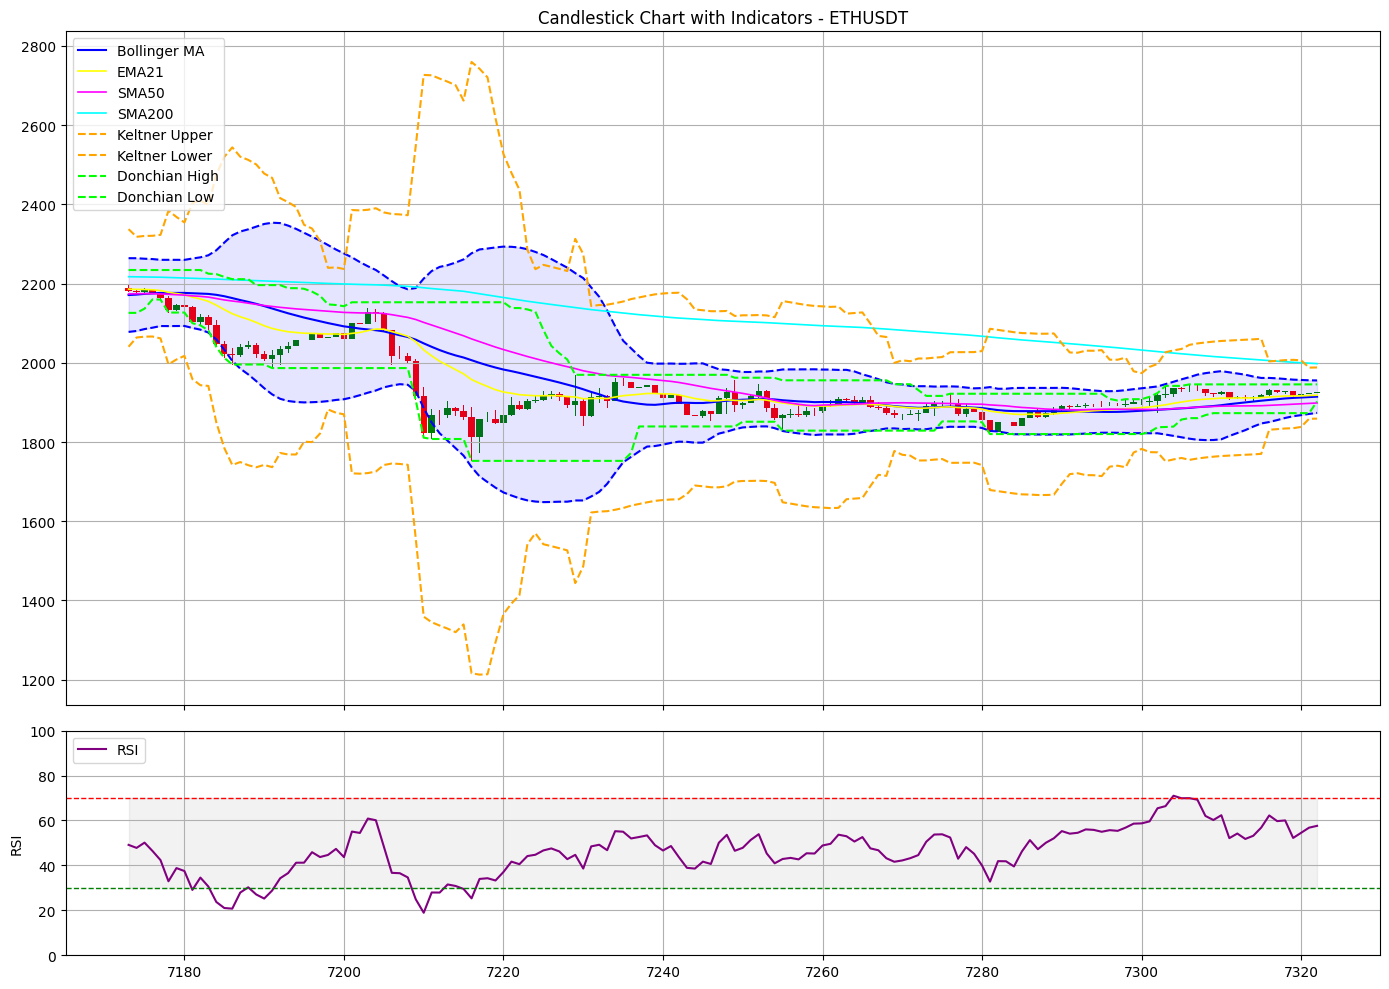 Candlestick Chart with Indicators - ETHUSDT
2800
2600
2400
2200
2000
1800
1600
1400
1200
Bollinger MA
EMA21
SMA50
SMA200
Keltner Upper
Keltner Lower
Donchian High
Donchian Low
100
80
60
40
20
0
RSI
RSI
7180 7200 7220 7240 7260 7280 7300 7320